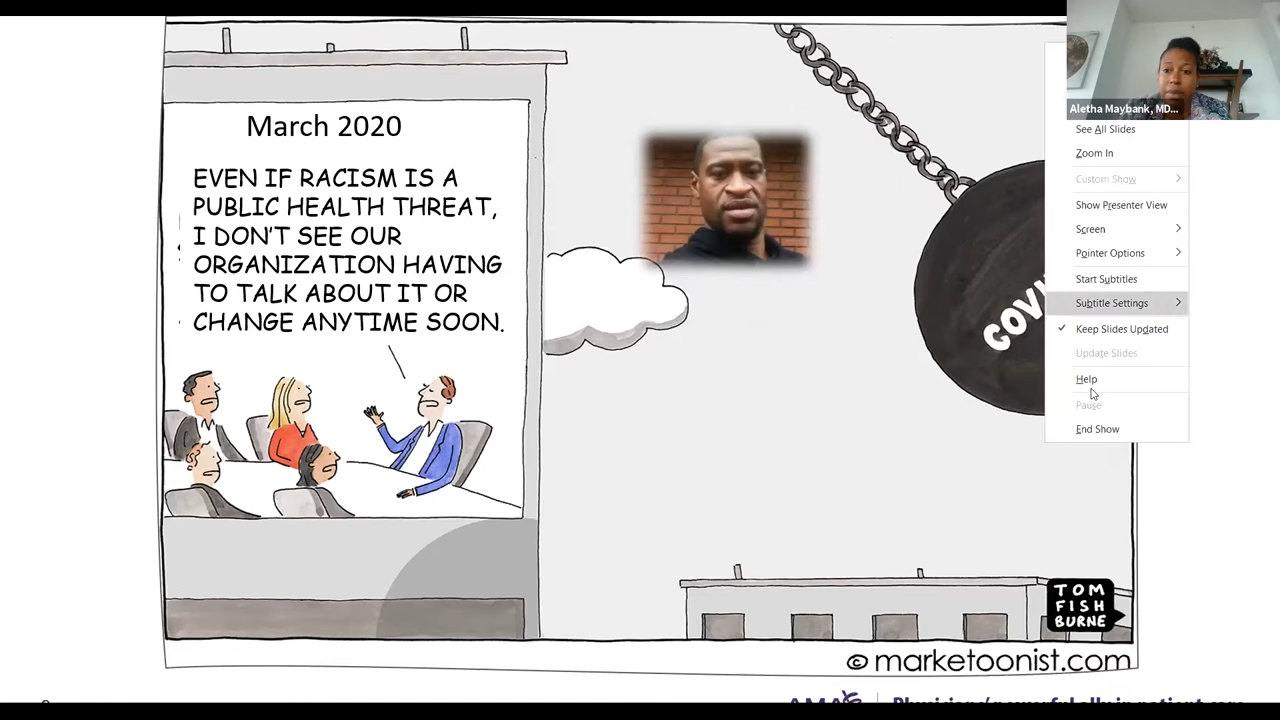 March 2020
EVEN IF RACISM IS A
PUBLIC HEALTH THREAT,
I DON'T SEE OUR
ORGANIZATION HAVING
TO TALK ABOUT IT OR
CHANGE ANYTIME SOON.
Aletha Maybank, MD...
See All Slides
Zoom In
Custom Show
Show Presenter View
Screen
Pointer Options
Start Subtitles
Subtitle Settings
Keep Slides Updated
Update Slides
Help
Pause
End Show
TOM
FISH
BURNE
© marketoonist.com